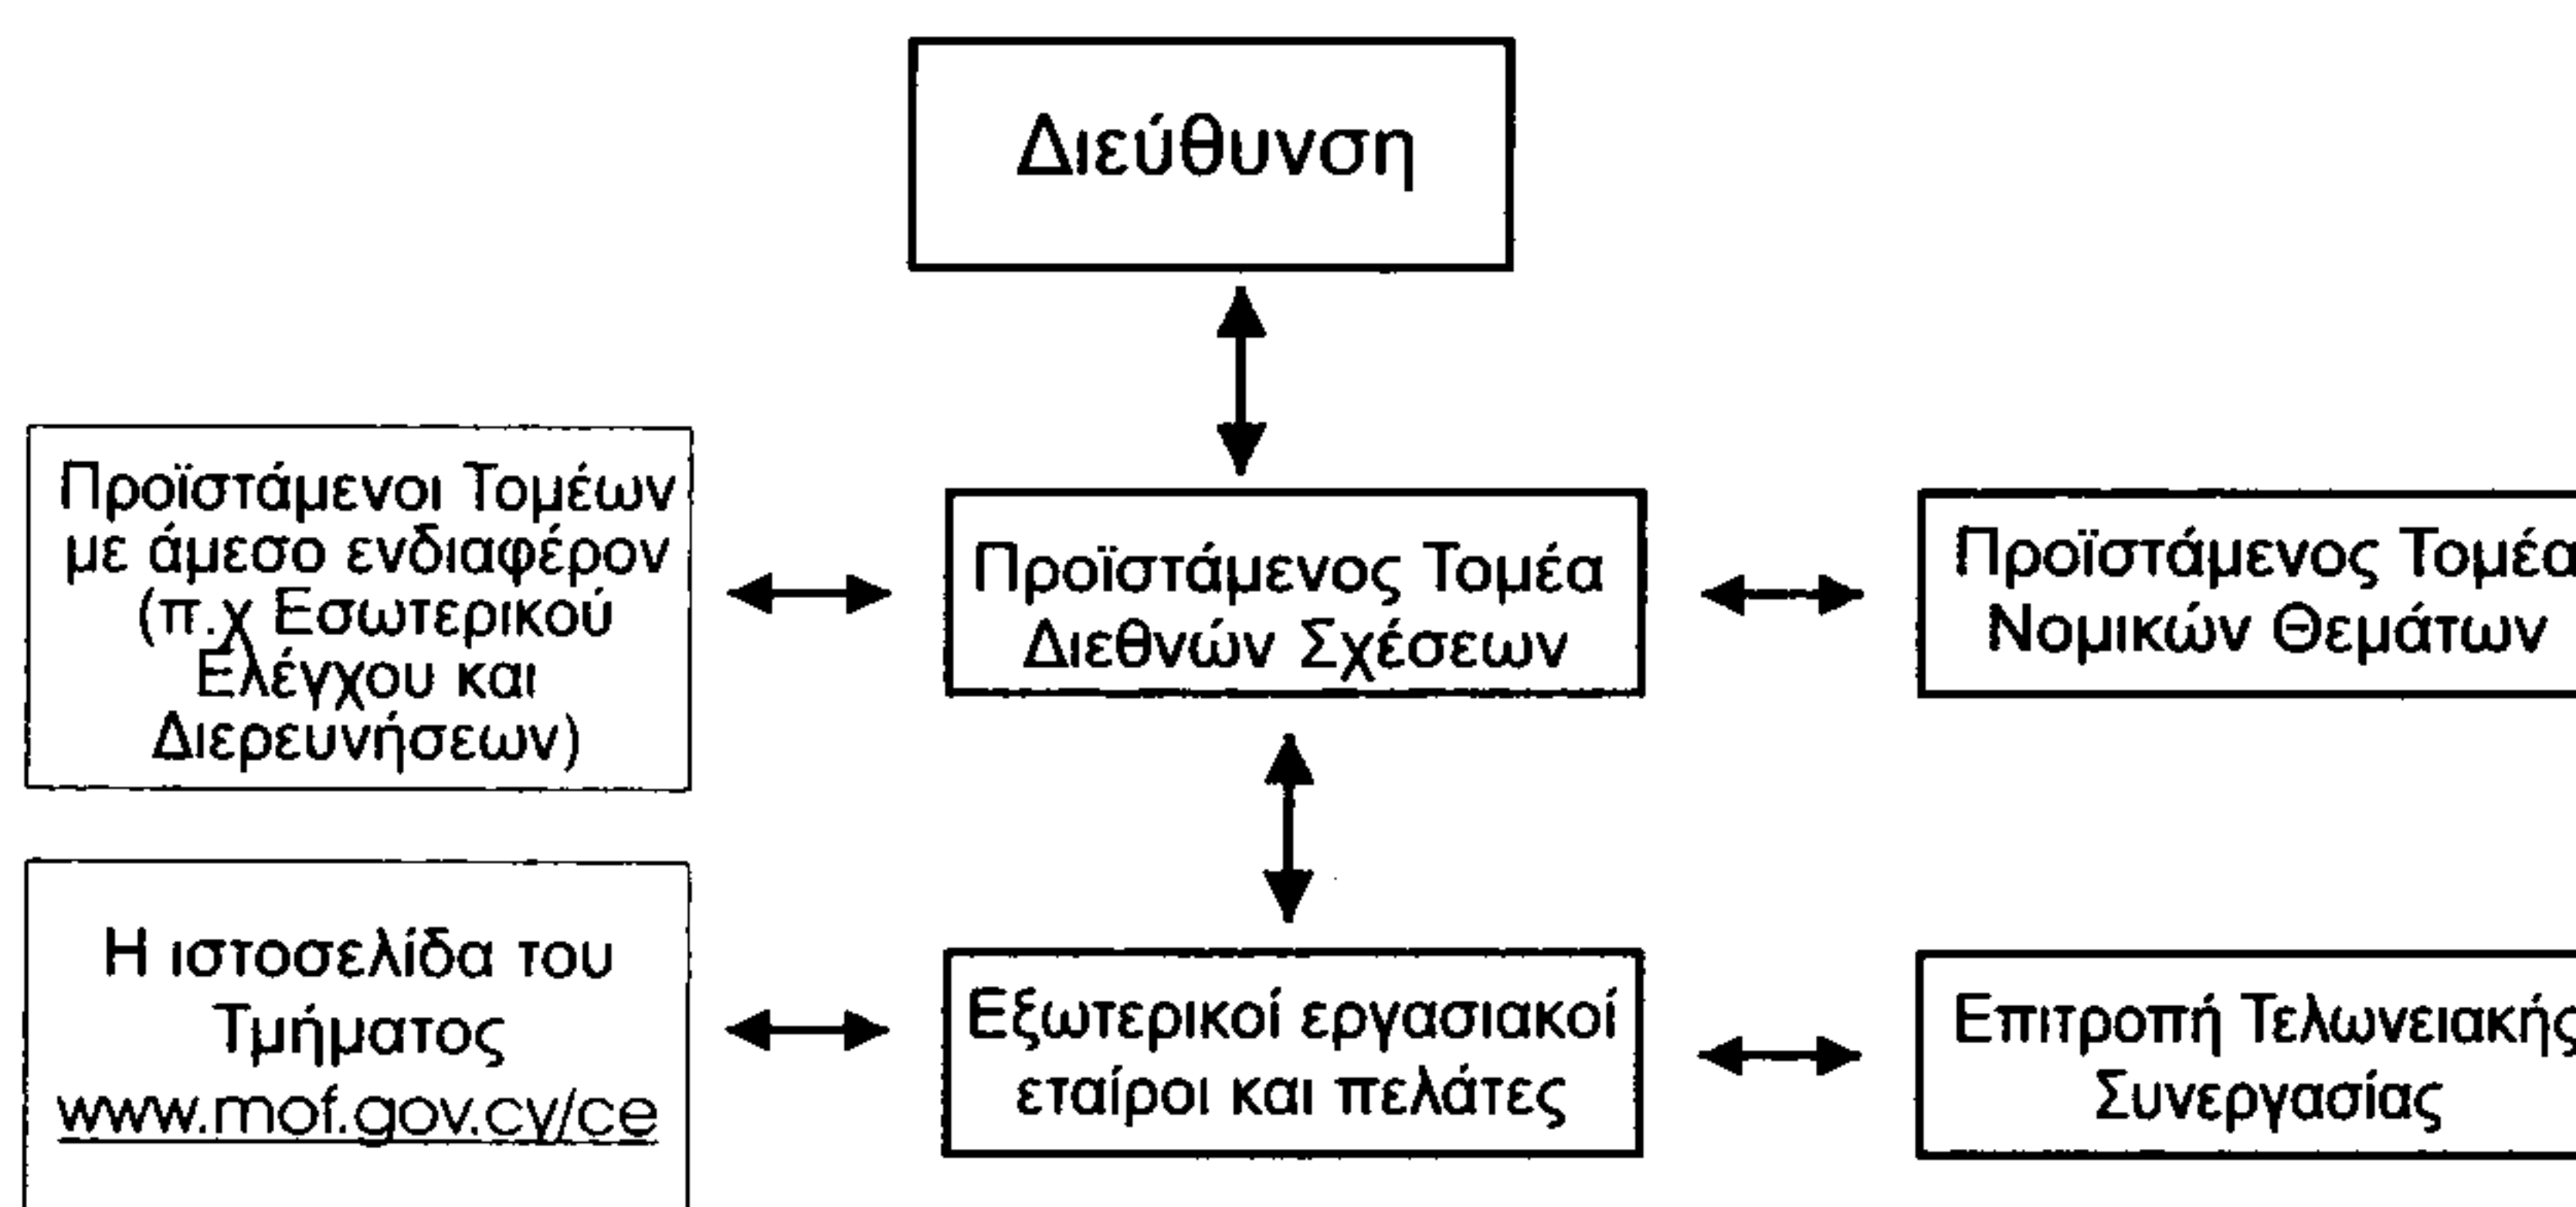 Διεύθυνση
Προϊστάμενοι Τομέων
με άμεσο ενδιαφέρον
(π.χ Εσωτερικού
Ελέγχου και
Διερευνήσεων)
Προϊστάμενος Τομέα
Διεθνών Σχέσεων
Προϊστάμενος Τομέα
Νομικών Θεμάτων
Η ιστοσελίδα του
Τμήματος
www.mof.gov.cy/ce
Εξωτερικοί εργασιακοί
εταίροι και πελάτες
Επιτροπή Τελωνειακής
Συνεργασίας